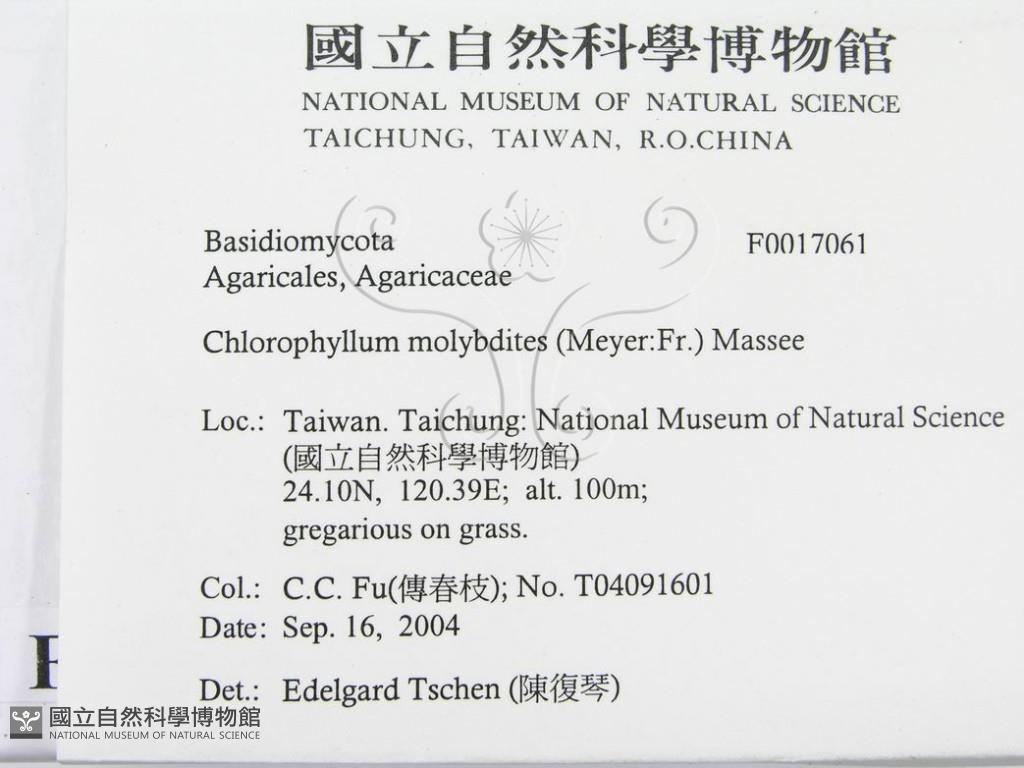 國立自然科學博物館
NATIONAL MUSEUM OF NATURAL SCIENCE
TAICHUNG, TAIWAN, R.O.CHINA
Basidiomycota F0017061
Agaricales, Agaricaceae
Chlorophyllum molybdites (Meyer:Fr.) Massee
Loc.: Taiwan. Taichung: National Museum of Natural Science
(國立自然科學博物館)
24.10N, 120.39E; alt. 100m;
gregarious on grass.
Col.: C.C. Fu(傅春枝); No. T04091601
Date: Sep. 16, 2004
Det.: Edelgard Tschen (陳復琴)
國立自然科學博物館
NATIONAL MUSEUM OF NATURAL SCIENCE